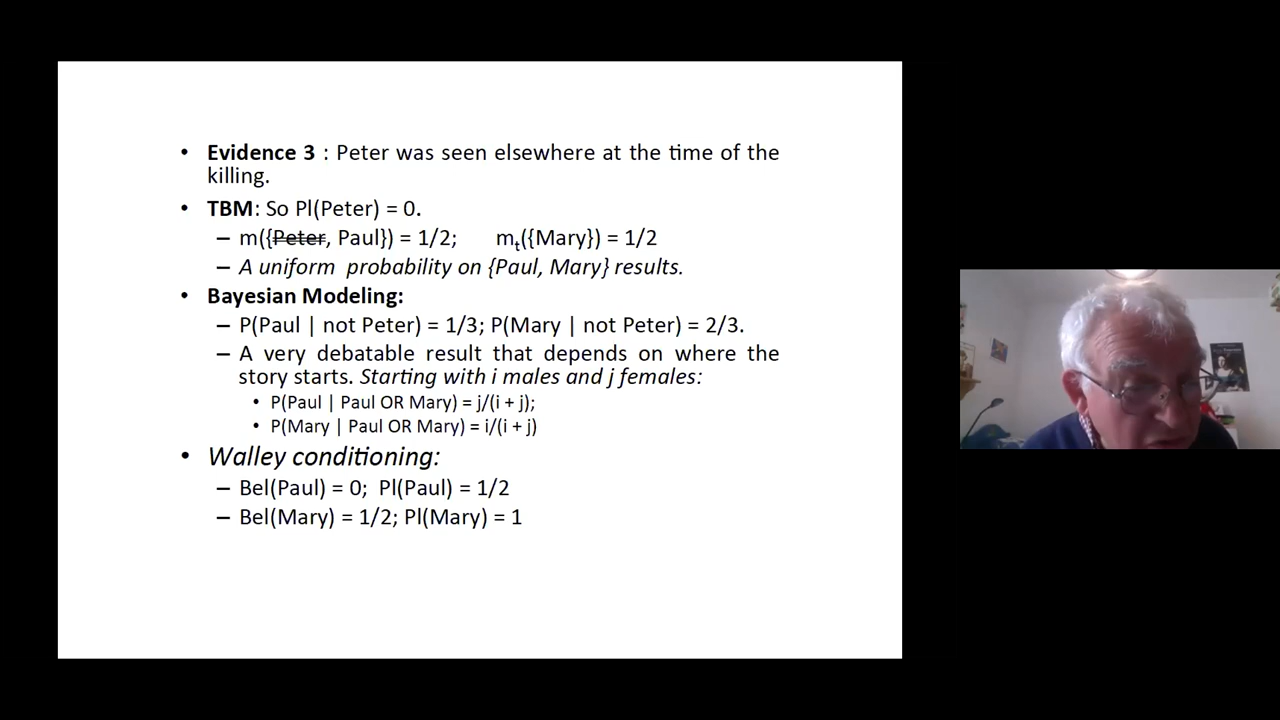 • Evidence 3 : Peter was seen elsewhere at the time of the
killing.
• TBM: So Pl(Peter) = 0.
– m({Peter, Paul}) = 1/2; mt({Mary}) = 1/2
– A uniform probability on {Paul, Mary} results.
• Bayesian Modeling:
– P(Paul | not Peter) = 1/3; P(Mary | not Peter) = 2/3.
– A very debatable result that depends on where the
story starts. Starting with i males and j females:
• P(Paul | Paul OR Mary) = j/(i + j);
• P(Mary | Paul OR Mary) = i/(i + j)
• Walley conditioning:
– Bel(Paul) = 0; Pl(Paul) = 1/2
– Bel(Mary) = 1/2; Pl(Mary) = 1